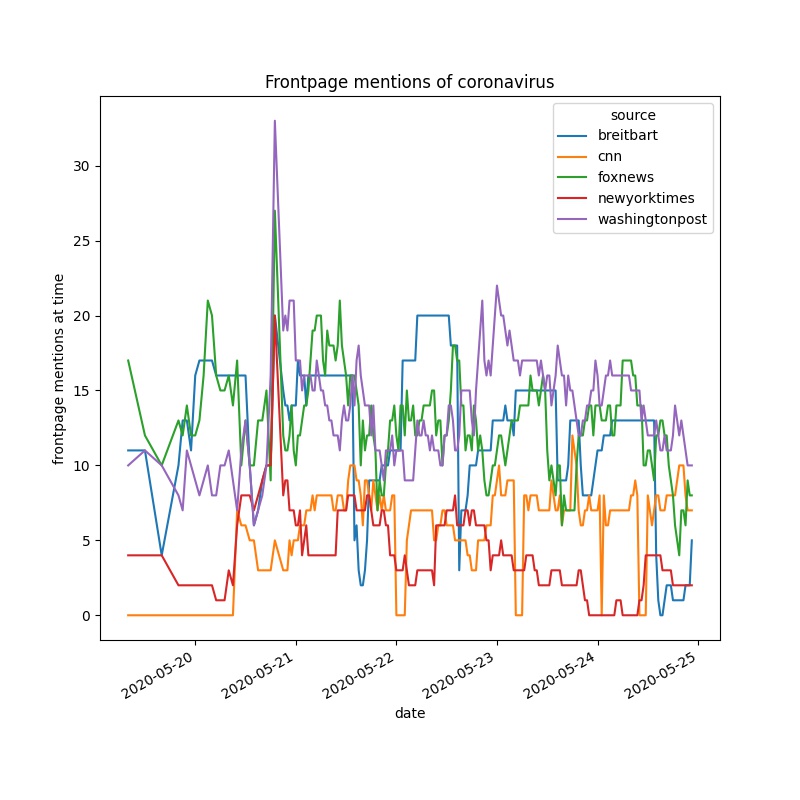 Frontpage mentions of coronavirus
source
breitbart
cnn
foxnews
newyorktimes
washingtonpost
frontpage mentions at time
30
25
20
15
10
5
0
2020-05-20
2020-05-21
2020-05-22
2020-05-23
2020-05-24
2020-05-25
date